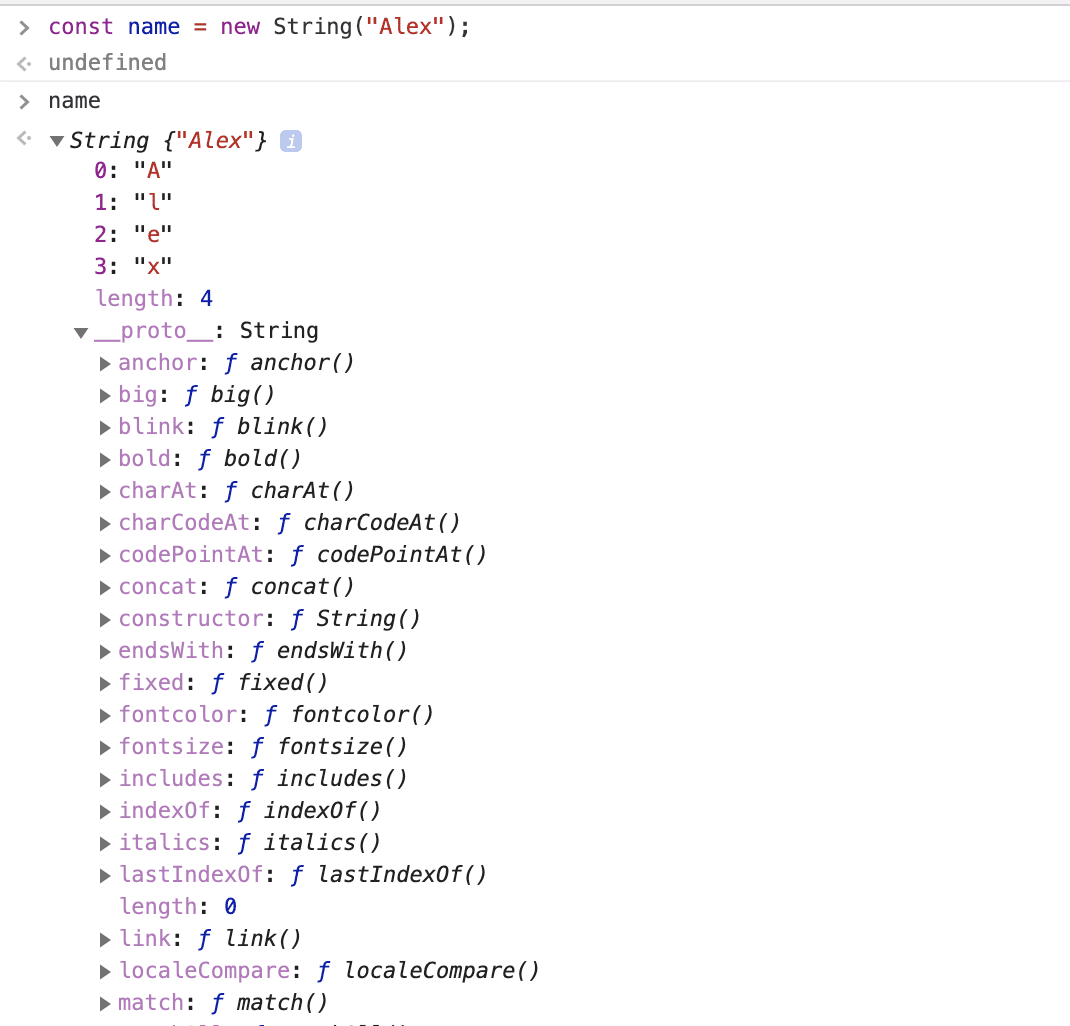 const name = new String("Alex");
undefined
name
String {"Alex"} i
0: "A"
1: "l"
2: "e"
3: "x"
length: 4
__proto__: String
anchor: ƒ anchor()
big: ƒ big()
blink: ƒ blink()
bold: ƒ bold()
charAt: ƒ charAt()
charCodeAt: ƒ charCodeAt()
codePointAt: ƒ codePointAt()
concat: ƒ concat()
constructor: ƒ String()
endsWith: ƒ endsWith()
fixed: ƒ fixed()
fontcolor: ƒ fontcolor()
fontsize: ƒ fontsize()
includes: ƒ includes()
indexOf: ƒ indexOf()
italics: ƒ italics()
lastIndexOf: ƒ lastIndexOf()
length: 0
link: ƒ link()
localeCompare: ƒ localeCompare()
match: ƒ match()